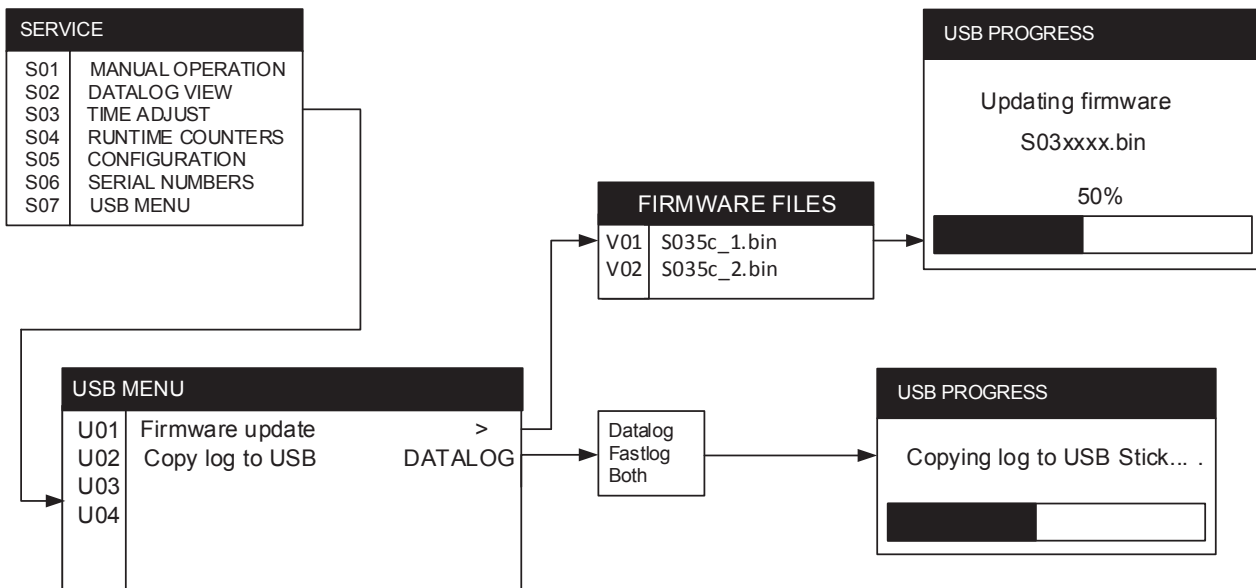 SERVICE
S01 MANUAL OPERATION
S02 DATALOG VIEW
S03 TIME ADJUST
S04 RUNTIME COUNTERS
S05 CONFIGURATION
S06 SERIAL NUMBERS
S07 USB MENU
USB PROGRESS
Updating firmware
S03xxxx.bin
50%
FIRMWARE FILES
V01 S035c_1.bin
V02 S035c_2.bin
USB MENU
U01 Firmware update >
U02 Copy log to USB DATALOG
U03
U04
Datalog
Fastlog
Both
USB PROGRESS
Copying log to USB Stick... .